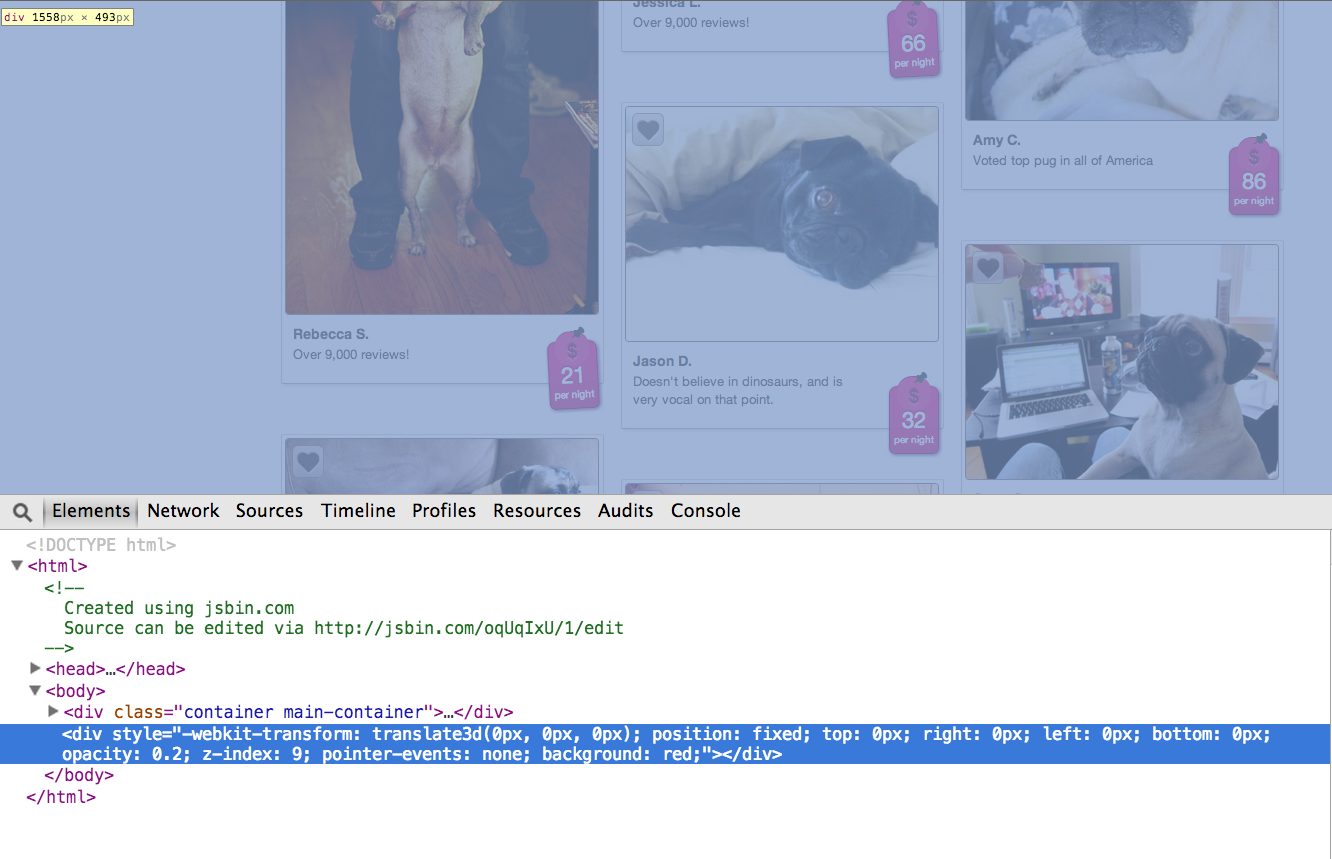 div 1558px × 493px
Jessica L.
Over 9,000 reviews!
$
66
per night
Amy C.
Voted top pug in all of America
$
86
per night
Rebecca S.
Over 9,000 reviews!
$
21
per night
Jason D.
Doesn't believe in dinosaurs, and is
very vocal on that point.
$
32
per night
Elements Network Sources Timeline Profiles Resources Audits Console
<!DOCTYPE html>
<html>
<!--
Created using jsbin.com
Source can be edited via http://jsbin.com/oqUqIxU/1/edit
-->
<head>…</head>
<body>
<div class="container main-container">…</div>
<div style="-webkit-transform: translate3d(0px, 0px, 0px); position: fixed; top: 0px; right: 0px; left: 0px; bottom: 0px;
opacity: 0.2; z-index: 9; pointer-events: none; background: red;"></div>
</body>
</html>